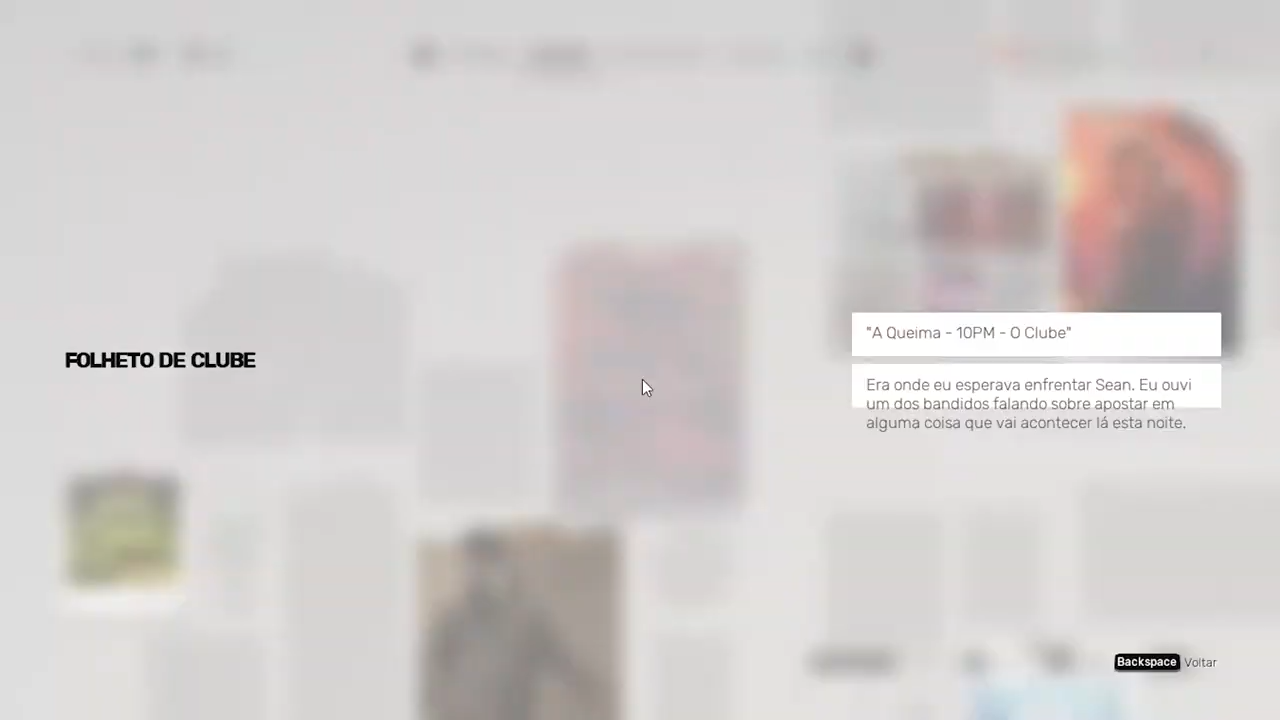 FOLHETO DE CLUBE
"A Queima - 10PM - O Clube"
Era onde eu esperava enfrentar Sean. Eu ouvi
um dos bandidos falando sobre apostar em
alguma coisa que vai acontecer lá esta noite.
Backspace Voltar